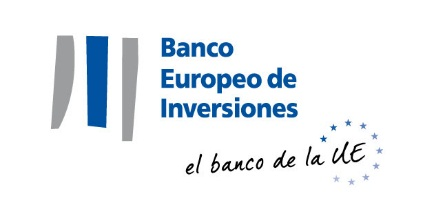 Banco
Europeo de
Inversiones
el banco de la UE